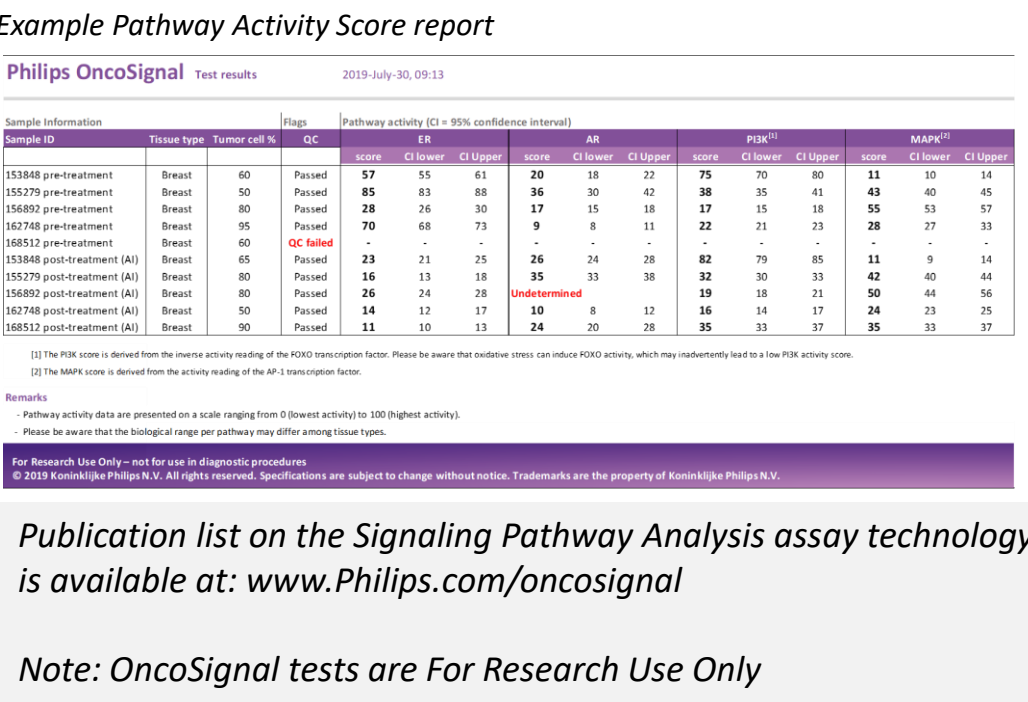 Example Pathway Activity Score report
Philips OncoSignal Test results 2019-July-30, 09:13
Sample Information Flags Pathway activity (CI = 95% confidence interval)
Sample ID Tissue type Tumor cell % QC ER AR PI3K[1] MAPK[2]
score CI lower CI Upper score CI lower CI Upper score CI lower CI Upper score CI lower CI Upper
153848 pre-treatment Breast 60 Passed 57 55 61 20 18 22 75 70 80 11 10 14
155279 pre-treatment Breast 50 Passed 85 83 88 36 30 42 38 35 41 43 40 45
156892 pre-treatment Breast 80 Passed 28 26 30 17 15 18 17 15 18 55 53 57
162748 pre-treatment Breast 95 Passed 70 68 73 9 8 11 22 21 23 28 27 33
168512 pre-treatment Breast 60 QC failed - - - - - - - - - - - -
153848 post-treatment (AI) Breast 65 Passed 23 21 25 26 24 28 82 79 85 11 9 14
155279 post-treatment (AI) Breast 80 Passed 16 13 18 35 33 38 32 30 33 42 40 44
156892 post-treatment (AI) Breast 80 Passed 26 24 28 Undetermined 19 18 21 50 44 56
162748 post-treatment (AI) Breast 50 Passed 14 12 17 10 8 12 16 14 17 24 23 25
168512 post-treatment (AI) Breast 90 Passed 11 10 13 24 20 28 35 33 37 35 33 37
[1] The PI3K score is derived from the inverse activity reading of the FOXO transcription factor. Please be aware that oxidative stress can induce FOXO activity, which may inadvertently lead to a low PI3K activity score.
[2] The MAPK score is derived from the activity reading of the AP-1 transcription factor.
Remarks
- Pathway activity data are presented on a scale ranging from 0 (lowest activity) to 100 (highest activity).
- Please be aware that the biological range per pathway may differ among tissue types.
For Research Use Only – not for use in diagnostic procedures
© 2019 Koninklijke Philips N.V. All rights reserved. Specifications are subject to change without notice. Trademarks are the property of Koninklijke Philips N.V.
Publication list on the Signaling Pathway Analysis assay technology
is available at: www.Philips.com/oncosignal
Note: OncoSignal tests are For Research Use Only